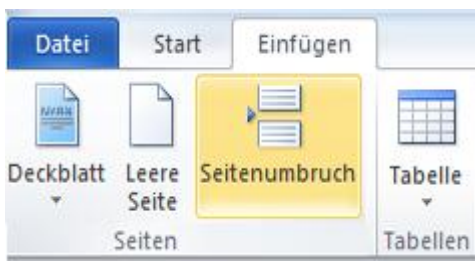 Datei Start Einfügen
Deckblatt Leere Seite Seitenumbruch Tabelle
Seiten Tabellen